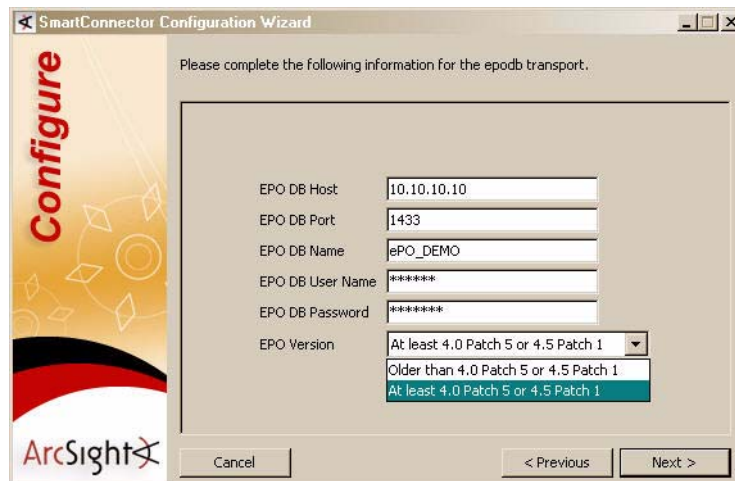 SmartConnector Configuration Wizard
Configure
Please complete the following information for the epodb transport.
EPO DB Host 10.10.10.10
EPO DB Port 1433
EPO DB Name ePO_DEMO
EPO DB User Name ******
EPO DB Password *******
EPO Version At least 4.0 Patch 5 or 4.5 Patch 1
Older than 4.0 Patch 5 or 4.5 Patch 1
At least 4.0 Patch 5 or 4.5 Patch 1
ArcSight
Cancel < Previous Next >